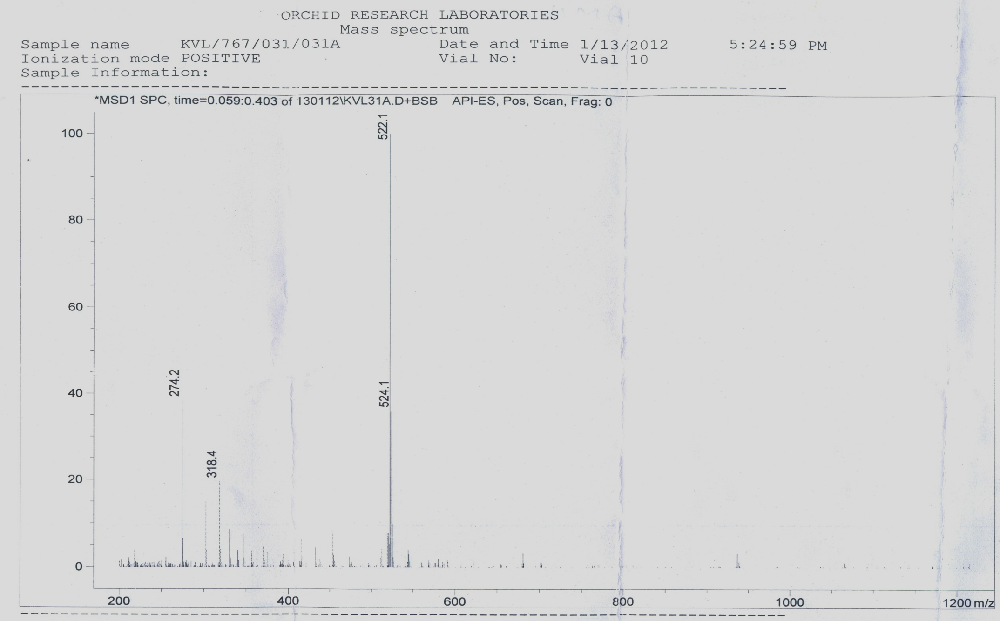 ORCHID RESEARCH LABORATORIES
Mass spectrum
Sample name KVL/767/031/031A Date and Time 1/13/2012 5:24:59 PM
Ionization mode POSITIVE Vial No: Vial 10
Sample Information:
*MSD1 SPC, time=0.059:0.403 of 130112\KVL31A.D+BSB API-ES, Pos, Scan, Frag: 0
522.1
100
80
60
274.2
524.1
40
318.4
20
0
200 400 600 800 1000 1200 m/z